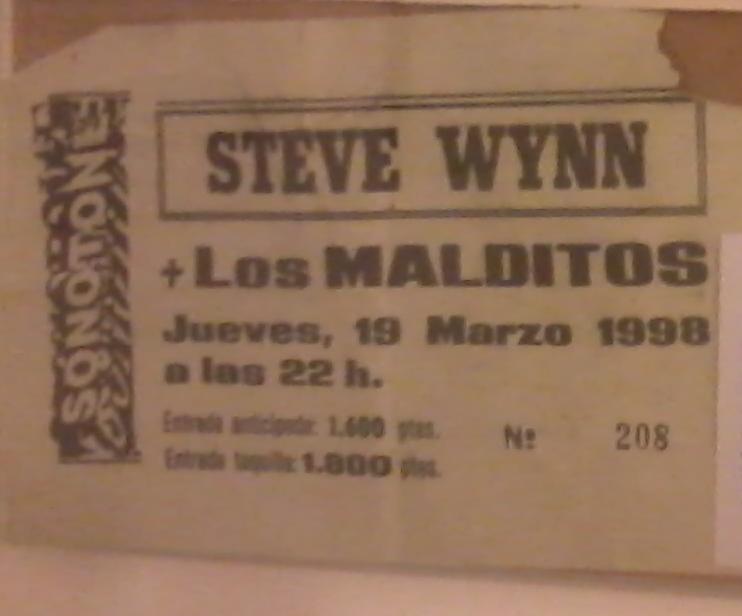 SONOTONE
STEVE WYNN
+ Los MALDITOS
Jueves, 19 Marzo 1998
a las 22 h.
Entrada anticipada: 1.600 ptas.
Entrada taquilla: 1.800 ptas.
Nº 208